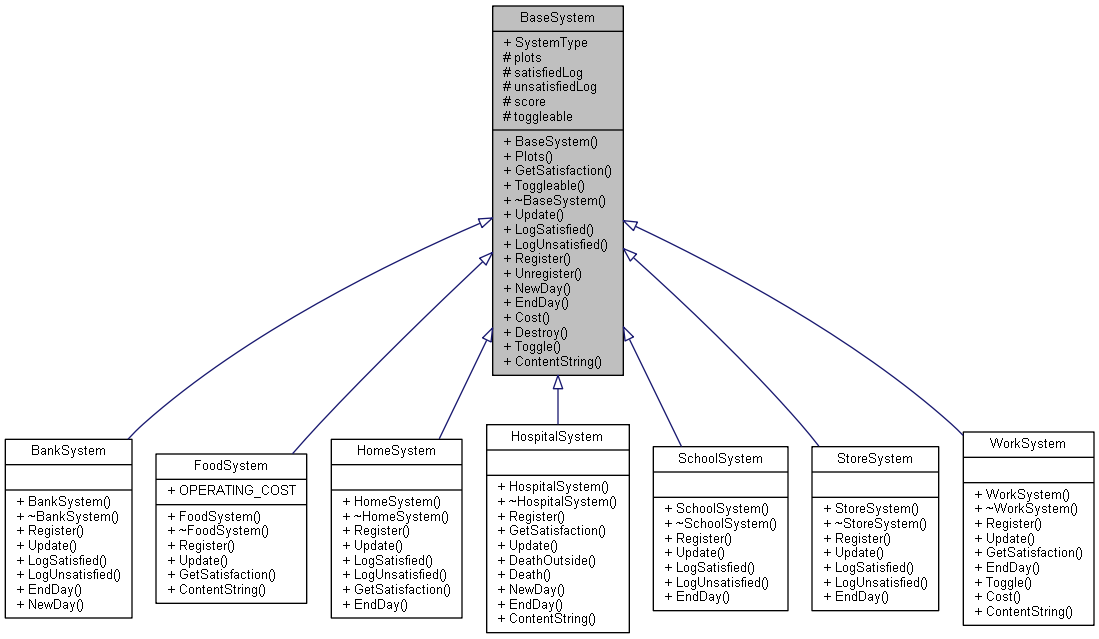 BaseSystem
+ SystemType
# plots
# satisfiedLog
# unsatisfiedLog
# score
# toggleable
+ BaseSystem()
+ Plots()
+ GetSatisfaction()
+ Toggleable()
+ ~BaseSystem()
+ Update()
+ LogSatisfied()
+ LogUnsatisfied()
+ Register()
+ Unregister()
+ NewDay()
+ EndDay()
+ Cost()
+ Destroy()
+ Toggle()
+ ContentString()
BankSystem
+ BankSystem()
+ ~BankSystem()
+ Register()
+ Update()
+ LogSatisfied()
+ LogUnsatisfied()
+ EndDay()
+ NewDay()
FoodSystem
+ OPERATING_COST
+ FoodSystem()
+ ~FoodSystem()
+ Register()
+ Update()
+ GetSatisfaction()
+ ContentString()
HomeSystem
+ HomeSystem()
+ ~HomeSystem()
+ Register()
+ Update()
+ LogSatisfied()
+ LogUnsatisfied()
+ GetSatisfaction()
+ EndDay()
HospitalSystem
+ HospitalSystem()
+ ~HospitalSystem()
+ Register()
+ GetSatisfaction()
+ Update()
+ DeathOutside()
+ Death()
+ NewDay()
+ EndDay()
+ ContentString()
SchoolSystem
+ SchoolSystem()
+ ~SchoolSystem()
+ Register()
+ Update()
+ LogSatisfied()
+ LogUnsatisfied()
+ EndDay()
StoreSystem
+ StoreSystem()
+ ~StoreSystem()
+ Register()
+ Update()
+ LogSatisfied()
+ LogUnsatisfied()
+ EndDay()
WorkSystem
+ WorkSystem()
+ ~WorkSystem()
+ Register()
+ Update()
+ GetSatisfaction()
+ EndDay()
+ Toggle()
+ Cost()
+ ContentString()